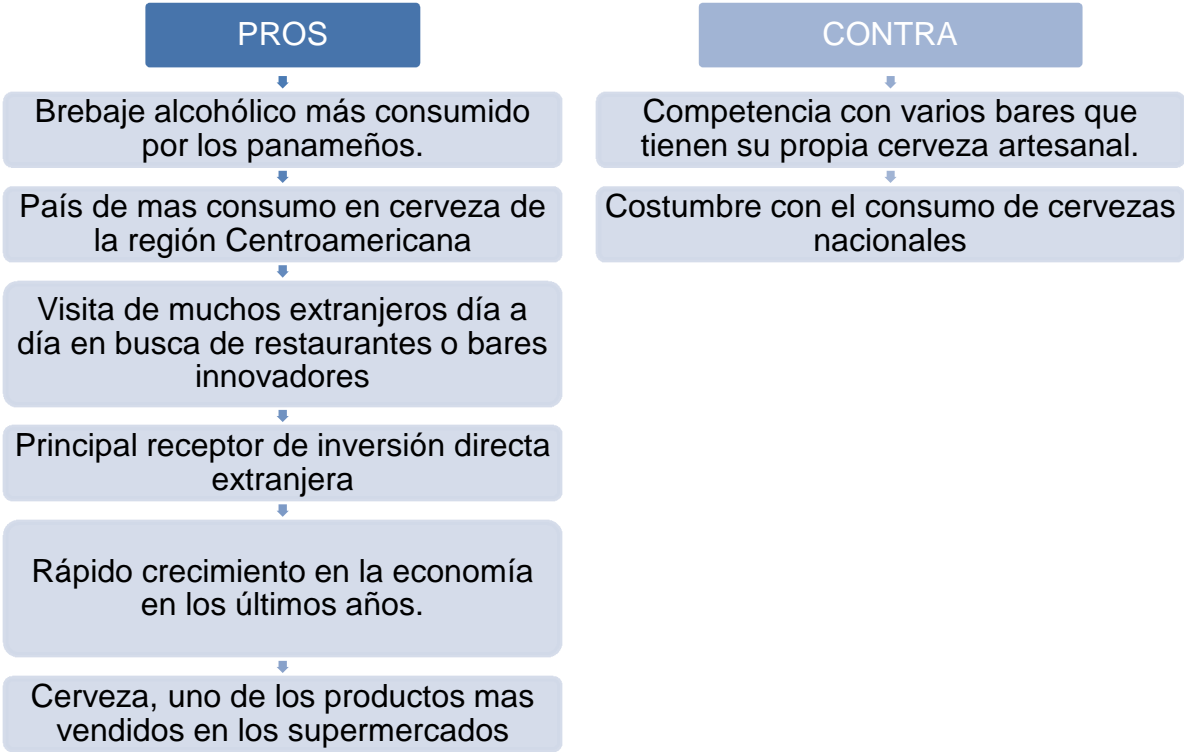 PROS
Brebaje alcohólico más consumido
por los panameños.
País de mas consumo en cerveza de
la región Centroamericana
Visita de muchos extranjeros día a
día en busca de restaurantes o bares
innovadores
Principal receptor de inversión directa
extranjera
Rápido crecimiento en la economía
en los últimos años.
Cerveza, uno de los productos mas
vendidos en los supermercados
CONTRA
Competencia con varios bares que
tienen su propia cerveza artesanal.
Costumbre con el consumo de cervezas
nacionales